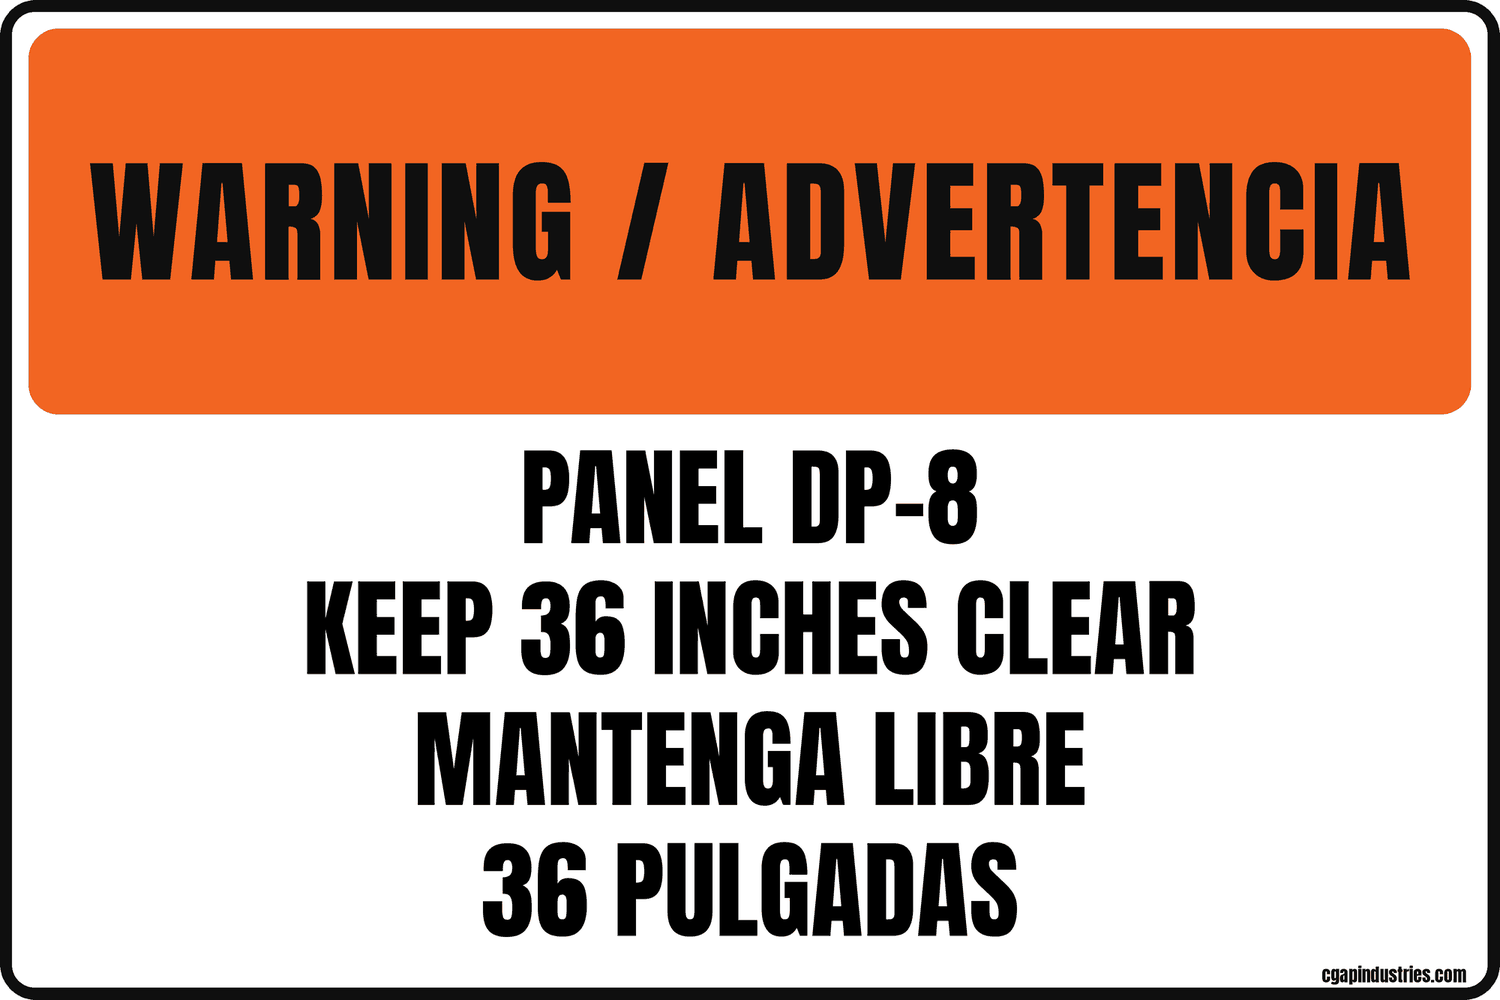 WARNING / ADVERTENCIA
PANEL DP-8
KEEP 36 INCHES CLEAR
MANTENGA LIBRE
36 PULGADAS
cgapindustries.com